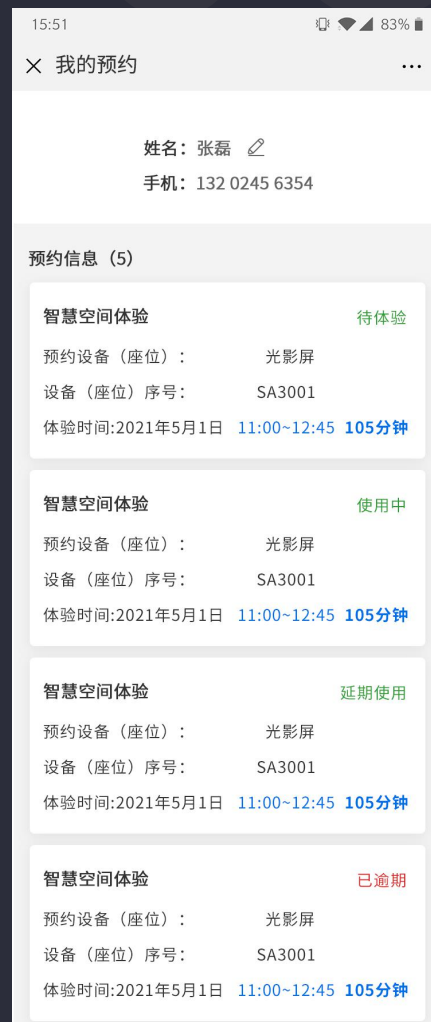 15:51 83%
我的预约
姓名：张磊
手机：132 0245 6354
预约信息（5）
智慧空间体验 待体验
预约设备（座位）： 光影屏
设备（座位）序号： SA3001
体验时间:2021年5月1日 11:00~12:45 105分钟
智慧空间体验 使用中
预约设备（座位）： 光影屏
设备（座位）序号： SA3001
体验时间:2021年5月1日 11:00~12:45 105分钟
智慧空间体验 延期使用
预约设备（座位）： 光影屏
设备（座位）序号： SA3001
体验时间:2021年5月1日 11:00~12:45 105分钟
智慧空间体验 已逾期
预约设备（座位）： 光影屏
设备（座位）序号： SA3001
体验时间:2021年5月1日 11:00~12:45 105分钟